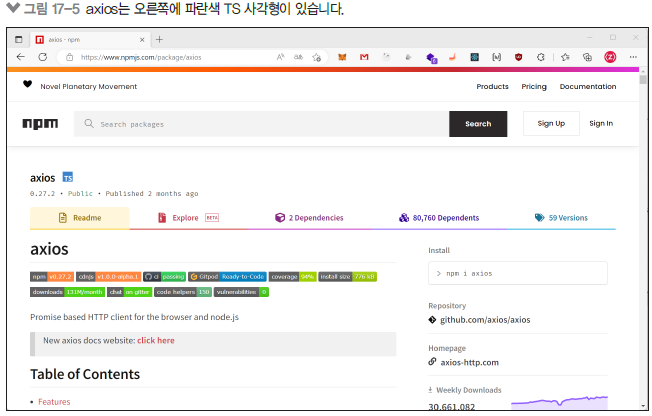 그림 17-5 axios는 오른쪽에 파란색 TS 사각형이 있습니다.
axios - npm
https://www.npmjs.com/package/axios
Novel Planetary Movement
Products Pricing Documentation
npm
Search packages
Search
Sign Up
Sign In
axios TS
0.27.2 • Public • Published 2 months ago
Readme
Explore BETA
2 Dependencies
80,760 Dependents
59 Versions
axios
npm v0.27.2 cdnjs v1.0.0-alpha.1 ci passing Gitpod Ready-to-Code coverage 94% install size 776 kB
downloads 131M/month chat on gitter code helpers 150 vulnerabilities 0
Promise based HTTP client for the browser and node.js
New axios docs website: click here
Table of Contents
• Features
Install
> npm i axios
Repository
github.com/axios/axios
Homepage
axios-http.com
Weekly Downloads
30,661,082